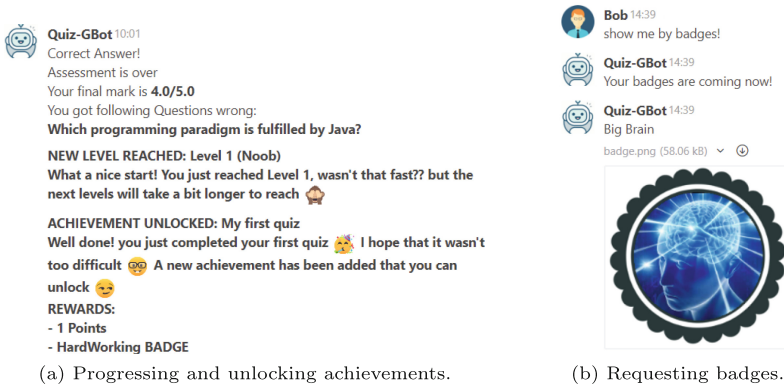 Quiz-GBot 10:01
Correct Answer!
Assessment is over
Your final mark is 4.0/5.0
You got following Questions wrong:
Which programming paradigm is fulfilled by Java?
NEW LEVEL REACHED: Level 1 (Noob)
What a nice start! You just reached Level 1, wasn't that fast?? but the
next levels will take a bit longer to reach 🙈
ACHIEVEMENT UNLOCKED: My first quiz
Well done! you just completed your first quiz 🥳 I hope that it wasn't
too difficult 🤓 A new achievement has been added that you can
unlock 😏
REWARDS:
- 1 Points
- HardWorking BADGE
(a) Progressing and unlocking achievements.
Bob 14:39
show me by badges!
Quiz-GBot 14:39
Your badges are coming now!
Quiz-GBot 14:39
Big Brain
badge.png (58.06 kB)
(b) Requesting badges.